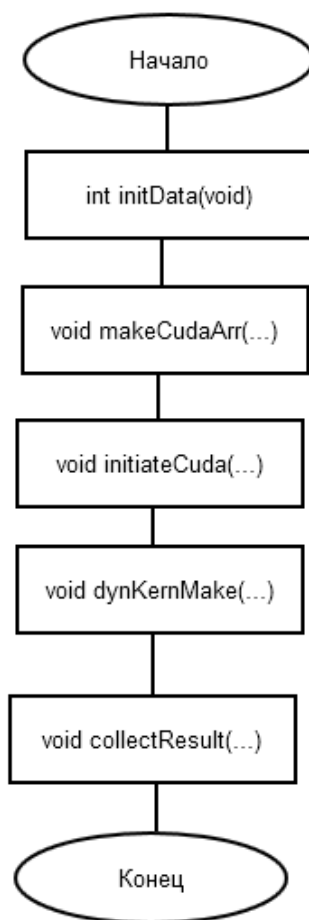 Начало
int initData(void)
void makeCudaArr(...)
void initiateCuda(...)
void dynKernMake(...)
void collectResult(...)
Конец